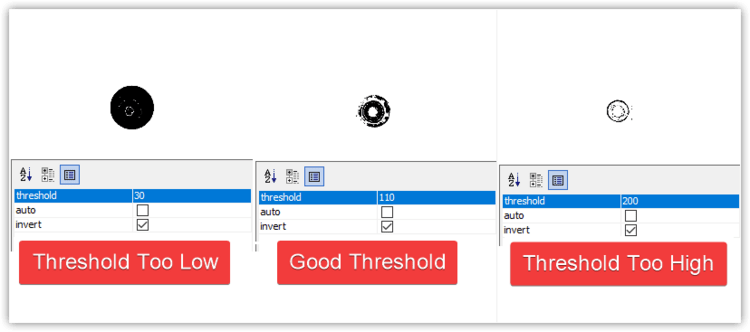 threshold 30
auto
invert
Threshold Too Low
threshold 110
auto
invert
Good Threshold
threshold 200
auto
invert
Threshold Too High